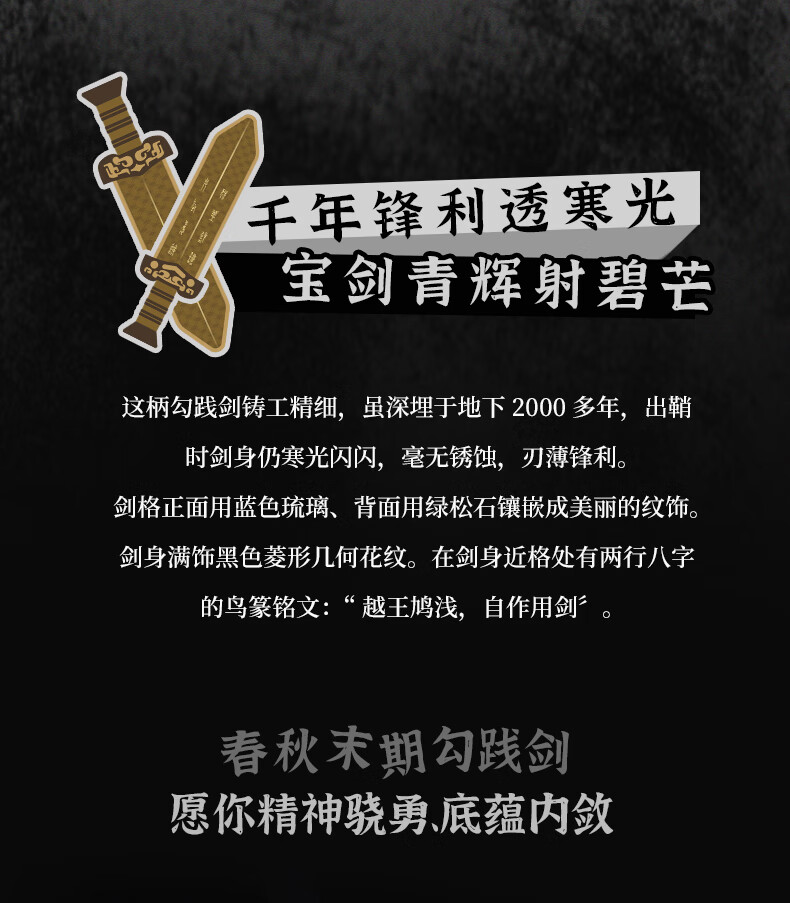 千年锋利透寒光
宝剑青辉射碧芒
这柄勾践剑铸工精细，虽深埋于地下 2000 多年，出鞘
时剑身仍寒光闪闪，毫无锈蚀，刃薄锋利。
剑格正面用蓝色琉璃、背面用绿松石镶嵌成美丽的纹饰。
剑身满饰黑色菱形几何花纹。在剑身近格处有两行八字
的鸟篆铭文：“ 越王鸠浅，自作用剑〞。
春秋末期勾践剑
愿你精神骁勇、底蕴内敛